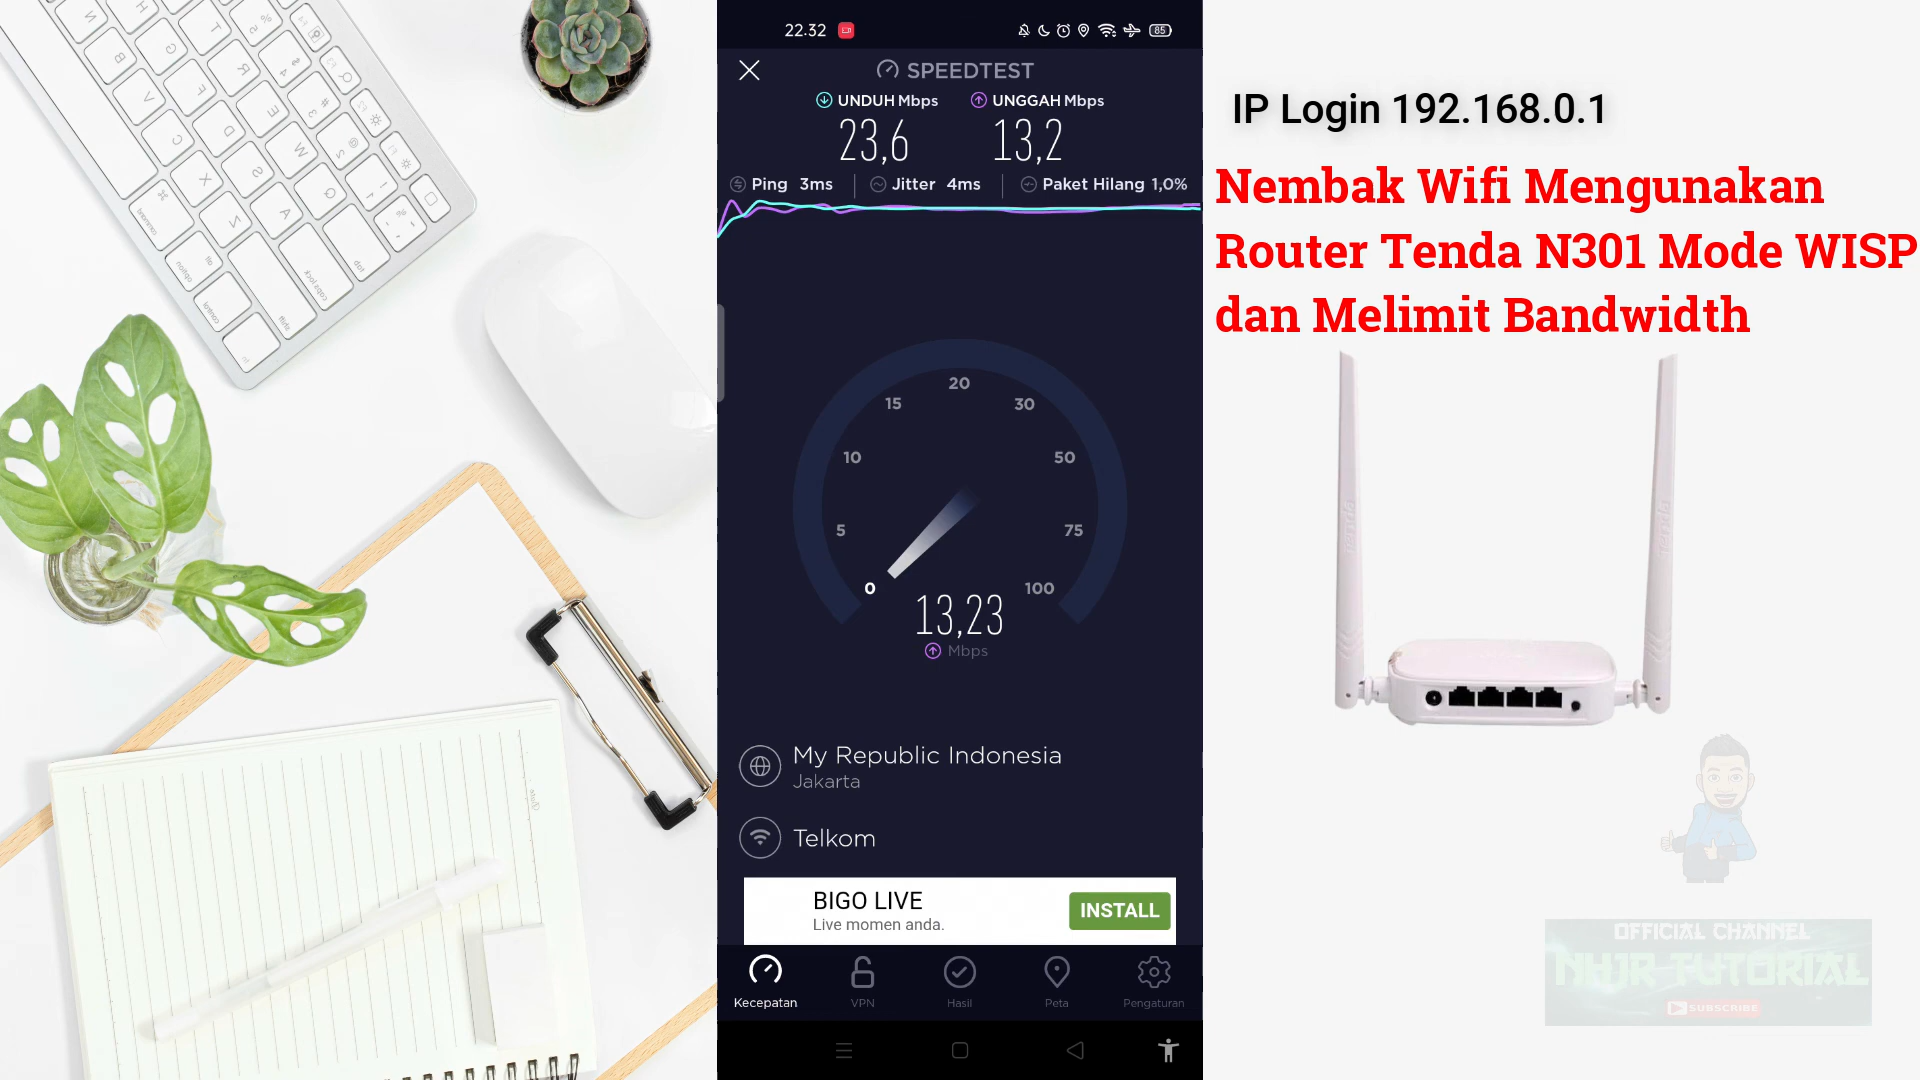 22.32
85
SPEEDTEST
UNDUH Mbps
UNGGAH Mbps
23,6
13,2
Ping 3ms
Jitter 4ms
Paket Hilang 1,0%
20
15
30
10
50
5
75
0
100
13,23
Mbps
My Republic Indonesia
Jakarta
Telkom
BIGO LIVE
Live momen anda.
INSTALL
Kecepatan
VPN
Hasil
Peta
Pengaturan
IP Login 192.168.0.1
Nembak Wifi Mengunakan
Router Tenda N301 Mode WISP
dan Melimit Bandwidth
OFFICIAL CHANNEL
NHJR TUTORIAL
SUBSCRIBE